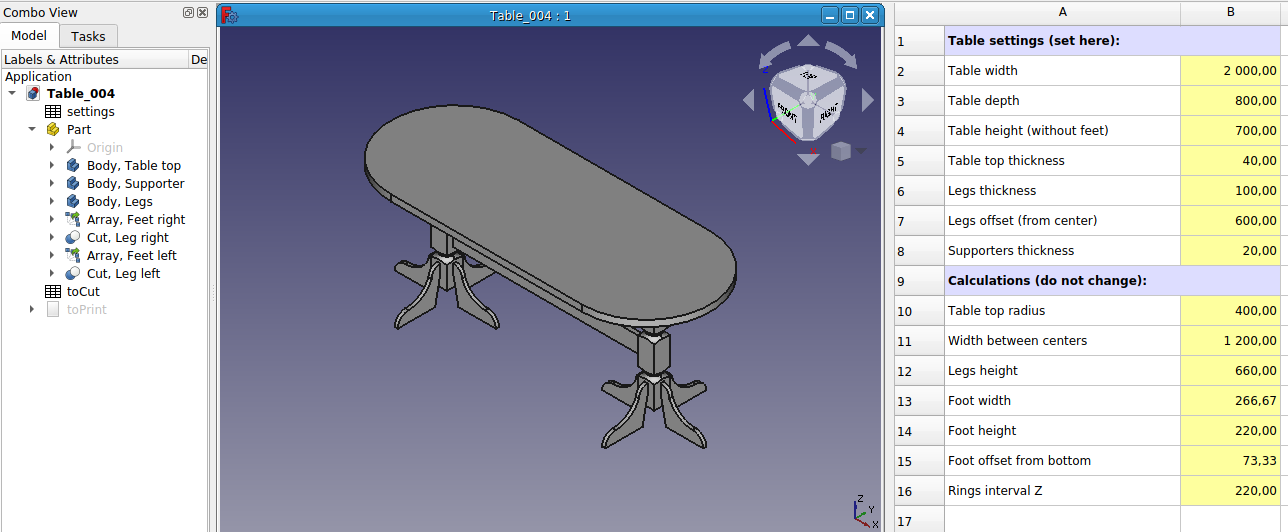 Combo View
Model
Tasks
Labels & Attributes
De
Application
Table_004
settings
Part
Origin
Body, Table top
Body, Supporter
Body, Legs
Array, Feet right
Cut, Leg right
Array, Feet left
Cut, Leg left
toCut
toPrint
Table_004 : 1
Z
FRONT
RIGHT
Z
Y
X
A
B
1 Table settings (set here):
2 Table width 2 000,00
3 Table depth 800,00
4 Table height (without feet) 700,00
5 Table top thickness 40,00
6 Legs thickness 100,00
7 Legs offset (from center) 600,00
8 Supporters thickness 20,00
9 Calculations (do not change):
10 Table top radius 400,00
11 Width between centers 1 200,00
12 Legs height 660,00
13 Foot width 266,67
14 Foot height 220,00
15 Foot offset from bottom 73,33
16 Rings interval Z 220,00
17